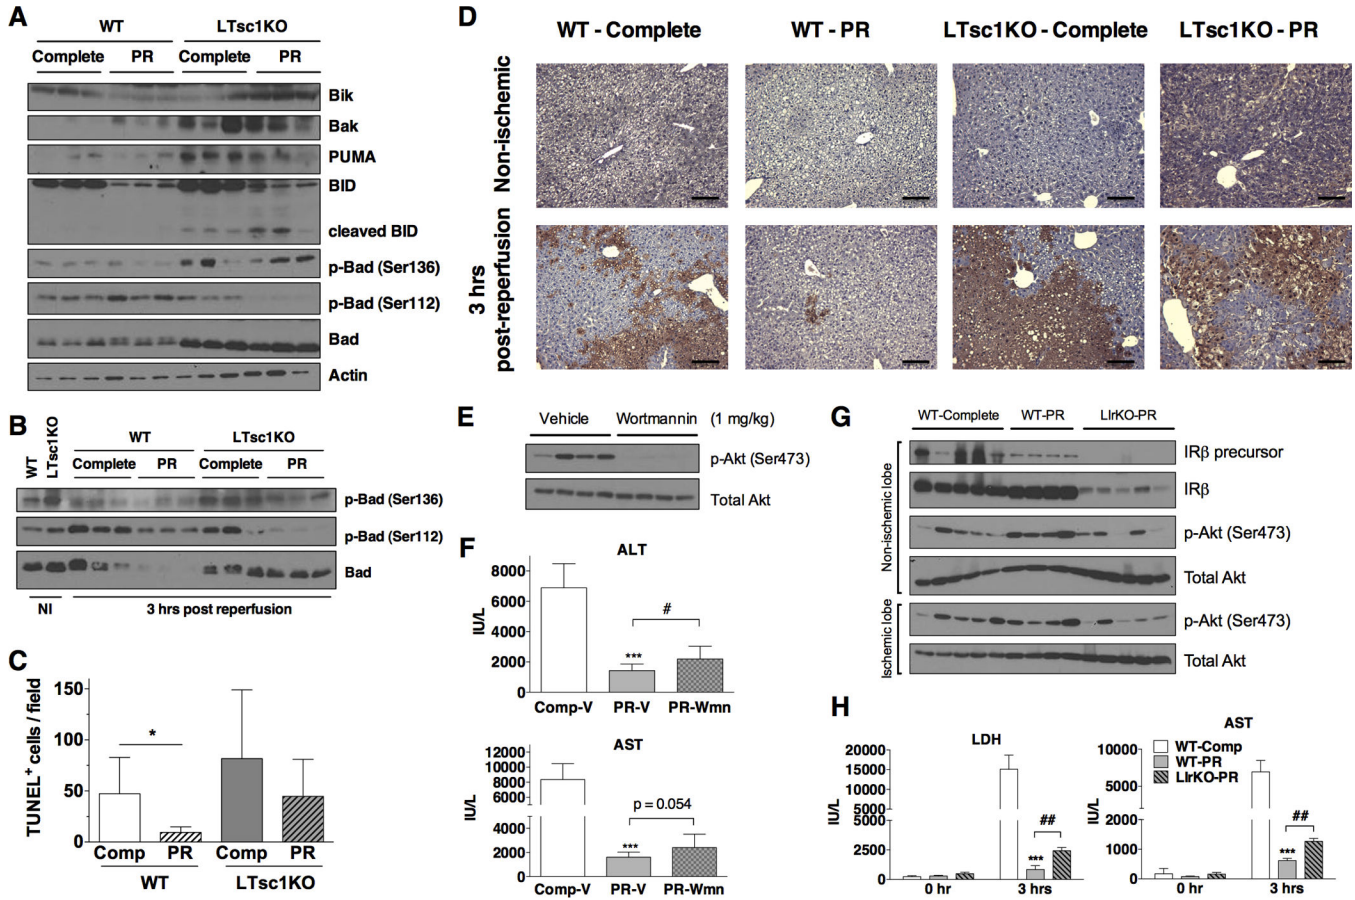 A
WT LTsc1KO
Complete PR Complete PR
Bik
Bak
PUMA
BID
cleaved BID
p-Bad (Ser136)
p-Bad (Ser112)
Bad
Actin
B
WT LTsc1KO
WT LTsc1KO
Complete PR Complete PR
p-Bad (Ser136)
p-Bad (Ser112)
Bad
NI 3 hrs post reperfusion
C
TUNEL+ cells / field
150
100
50
0
*
Comp PR Comp PR
WT LTsc1KO
D
WT - Complete WT - PR LTsc1KO - Complete LTsc1KO - PR
Non-ischemic
3 hrs
post-reperfusion
E
Vehicle Wortmannin (1 mg/kg)
p-Akt (Ser473)
Total Akt
F
ALT
IU/L
8000
6000
4000
2000
0
***
#
Comp-V PR-V PR-Wmn
AST
IU/L
12000
10000
8000
6000
4000
2000
0
***
p = 0.054
Comp-V PR-V PR-Wmn
G
WT-Complete WT-PR LIrKO-PR
Non-ischemic lobe
IRβ precursor
IRβ
p-Akt (Ser473)
Total Akt
Ischemic lobe
p-Akt (Ser473)
Total Akt
H
LDH
IU/L
20000
15000
10000
5000
2500
0
***
##
0 hr 3 hrs
AST
WT-Comp
WT-PR
LIrKO-PR
IU/L
10000
5000
2000
1000
0
***
##
0 hr 3 hrs